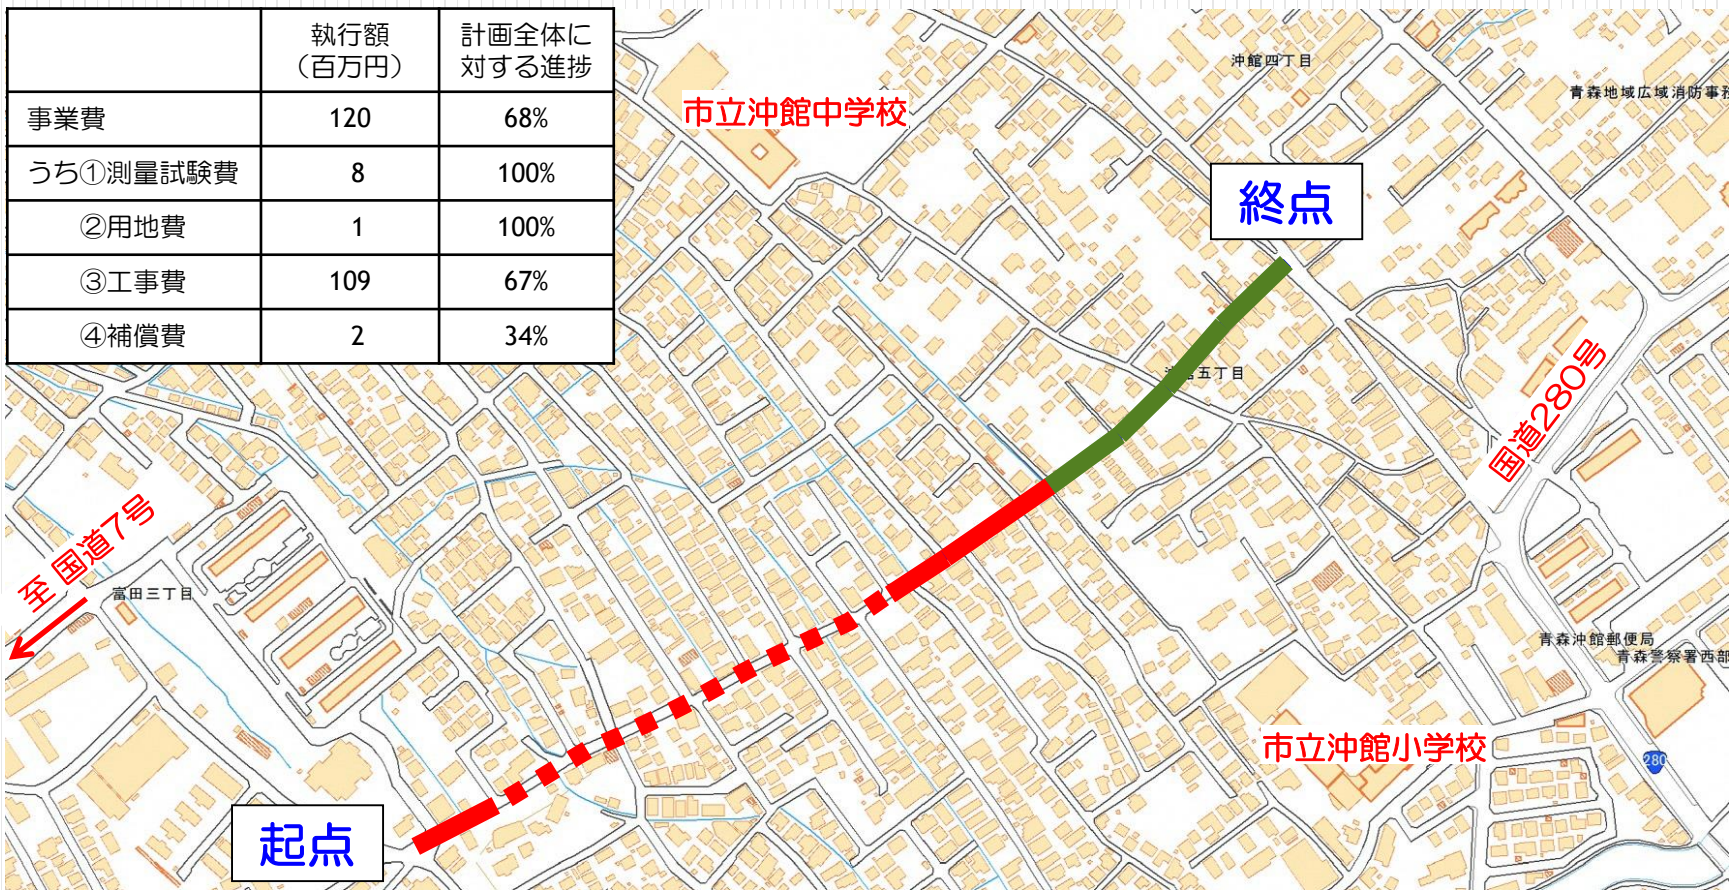 執行額
（百万円）
計画全体に
対する進捗
事業費 120 68%
うち①測量試験費 8 100%
②用地費 1 100%
③工事費 109 67%
④補償費 2 34%
市立沖館中学校
沖館四丁目
青森地域広域消防事務
終点
五丁目
国道280号
至 国道7号
富田三丁目
青森沖館郵便局
青森警察署西部
市立沖館小学校
280
起点